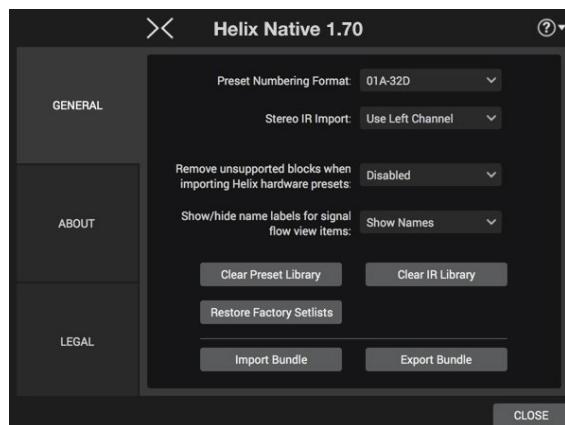 Helix Native 1.70
?
GENERAL
Preset Numbering Format:
01A-32D
Stereo IR Import:
Use Left Channel
Remove unsupported blocks when
importing Helix hardware presets:
Disabled
ABOUT
Show/hide name labels for signal
flow view items:
Show Names
Clear Preset Library
Clear IR Library
Restore Factory Setlists
LEGAL
Import Bundle
Export Bundle
CLOSE